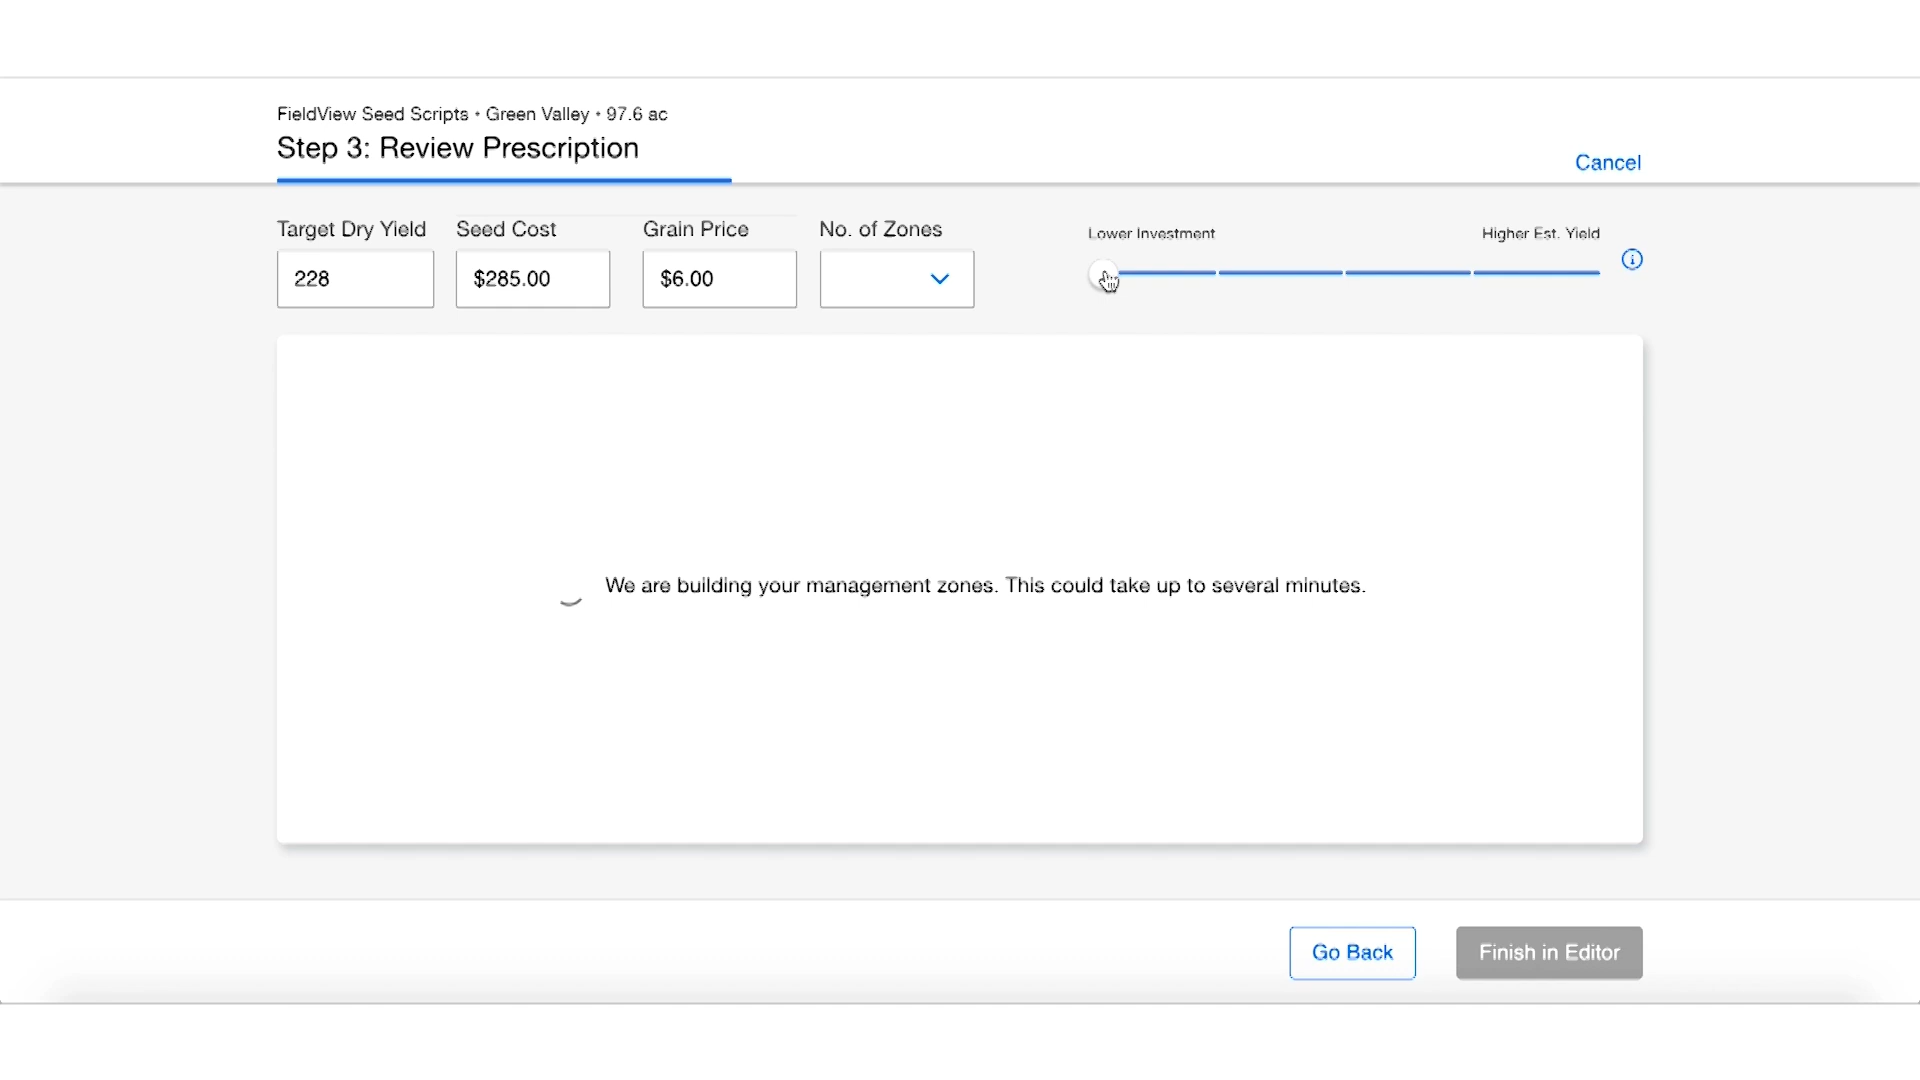 FieldView Seed Scripts • Green Valley • 97.6 ac
Step 3: Review Prescription
Cancel
Target Dry Yield
Seed Cost
Grain Price
No. of Zones
Lower Investment
Higher Est. Yield
228
$285.00
$6.00
We are building your management zones. This could take up to several minutes.
Go Back
Finish in Editor